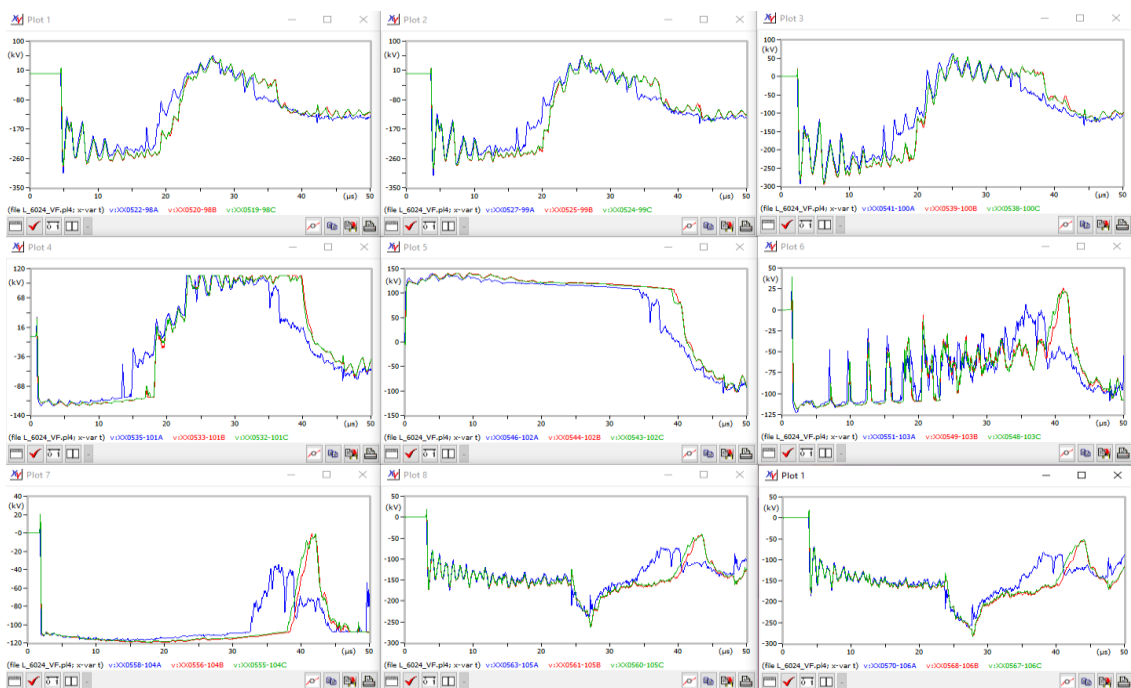 Plot 1
100
(kV)
10
-80
-170
-260
-350
0 10 20 30 40 (µs) 50
(file L_6024_VF.pl4; x-var t) v:XX0522-98A v:XX0520-98B v:XX0519-98C
Plot 2
100
(kV)
10
-80
-170
-260
-350
0 10 20 30 40 (µs) 50
(file L_6024_VF.pl4; x-var t) v:XX0527-99A v:XX0525-99B v:XX0524-99C
Plot 3
100
(kV)
50
0
-50
-100
-150
-200
-250
-300
0 10 20 30 40 (µs) 50
(file L_6024_VF.pl4; x-var t) v:XX0541-100A v:XX0539-100B v:XX0538-100C
Plot 4
120
(kV)
68
16
-36
-88
-140
0 10 20 30 40 (µs) 50
(file L_6024_VF.pl4; x-var t) v:XX0535-101A v:XX0533-101B v:XX0532-101C
Plot 5
150
(kV)
100
50
0
-50
-100
-150
0 10 20 30 40 (µs) 50
(file L_6024_VF.pl4; x-var t) v:XX0546-102A v:XX0544-102B v:XX0543-102C
Plot 6
50
(kV)
25
0
-25
-50
-75
-100
-125
0 10 20 30 40 (µs) 50
(file L_6024_VF.pl4; x-var t) v:XX0551-103A v:XX0549-103B v:XX0548-103C
Plot 7
40
(kV)
20
-0
-20
-40
-60
-80
-100
-120
0 10 20 30 40 (µs) 50
(file L_6024_VF.pl4; x-var t) v:XX0558-104A v:XX0556-104B v:XX0555-104C
Plot 8
50
(kV)
0
-50
-100
-150
-200
-250
-300
0 10 20 30 40 (µs) 50
(file L_6024_VF.pl4; x-var t) v:XX0563-105A v:XX0561-105B v:XX0560-105C
Plot 1
50
(kV)
0
-50
-100
-150
-200
-250
-300
0 10 20 30 40 (µs) 50
(file L_6024_VF.pl4; x-var t) v:XX0570-106A v:XX0568-106B v:XX0567-106C